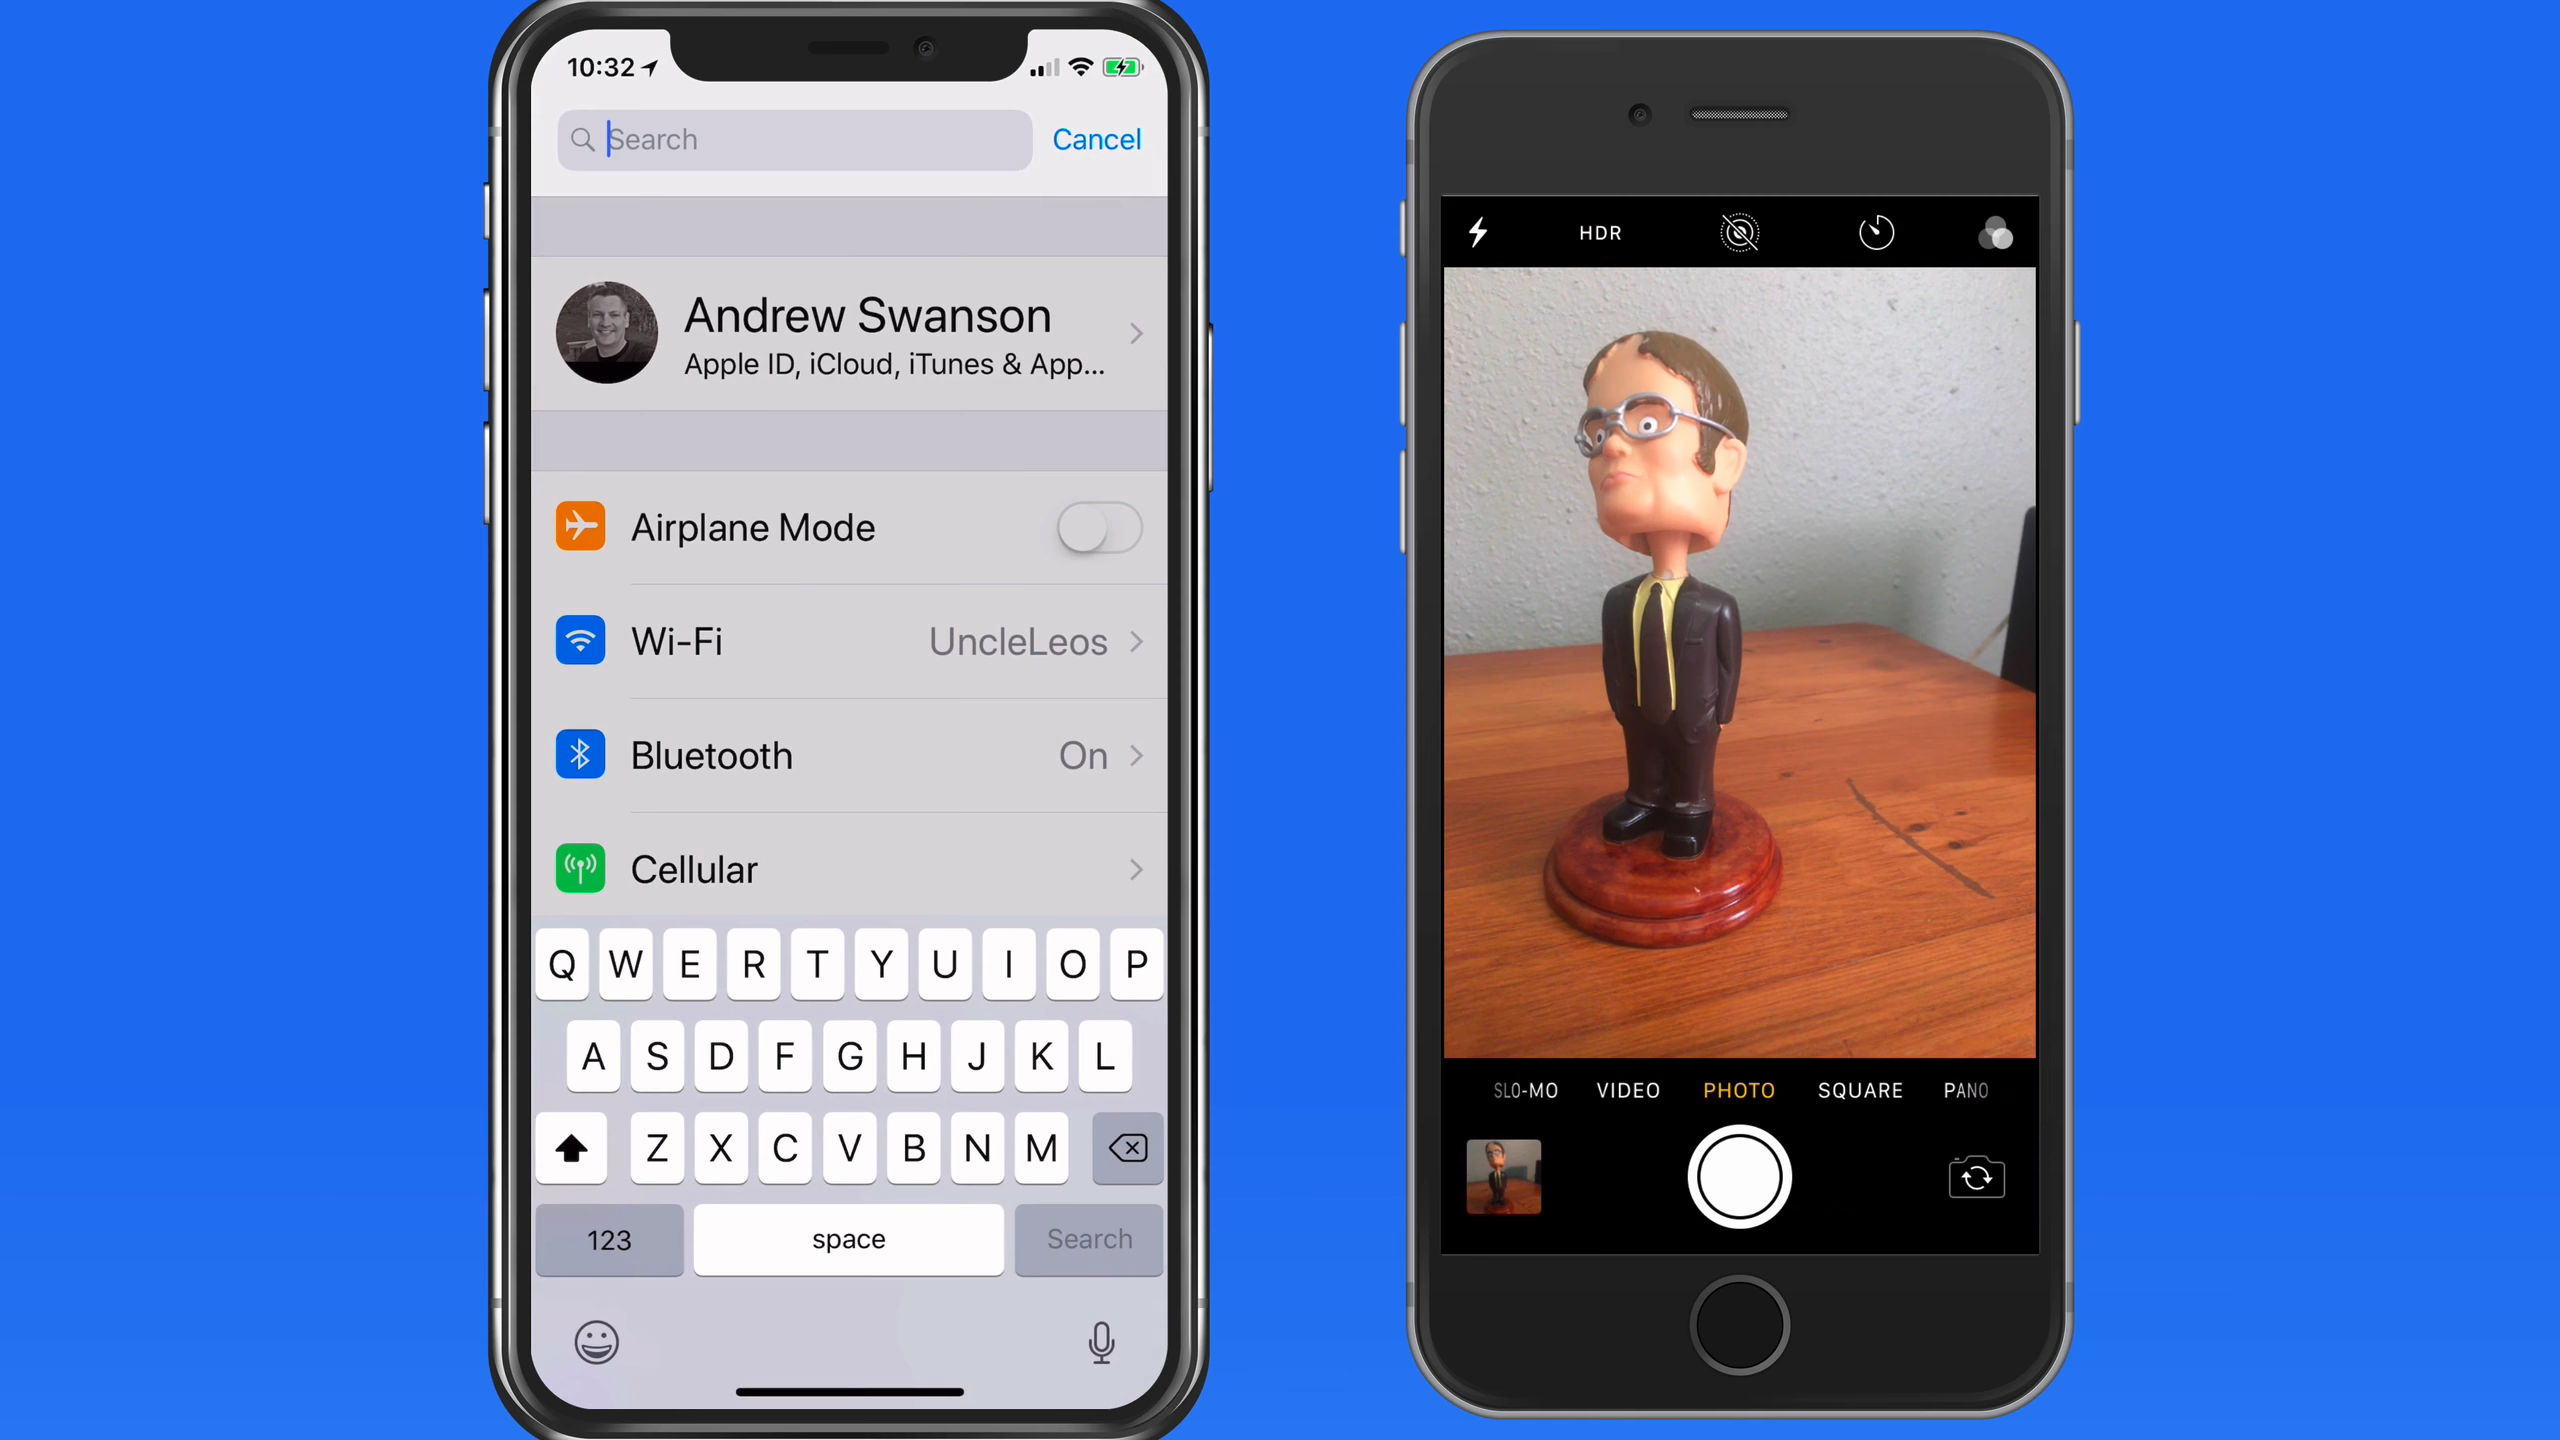 10:32
Search
Cancel
Andrew Swanson
Apple ID, iCloud, iTunes & App...
Airplane Mode
Wi-Fi UncleLeos
Bluetooth On
Cellular
Q W E R T Y U I O P
A S D F G H J K L
Z X C V B N M
123 space Search
HDR
SLO-MO VIDEO PHOTO SQUARE PANO